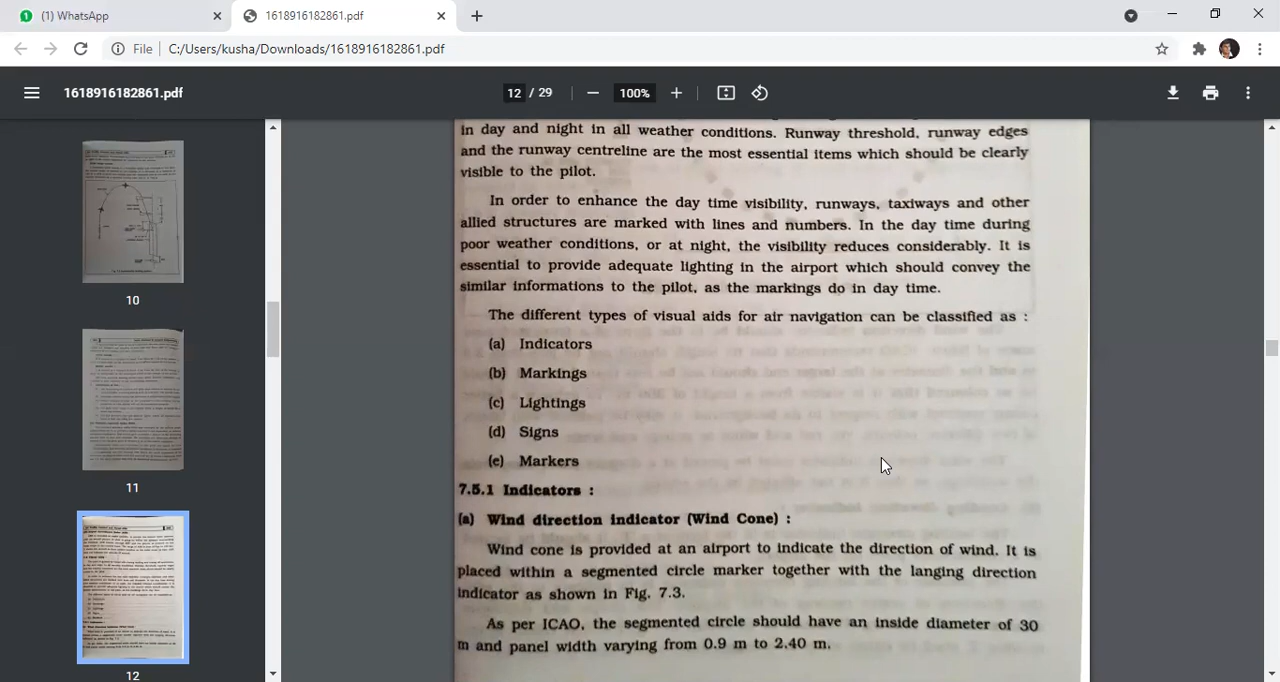 (1) WhatsApp
1618916182861.pdf
File
C:/Users/kusha/Downloads/1618916182861.pdf
1618916182861.pdf
12 / 29
100%
10
11
12
in day and night in all weather conditions. Runway threshold, runway edges
and the runway centreline are the most essential items which should be clearly
visible to the pilot.
In order to enhance the day time visibility, runways, taxiways and other
allied structures are marked with lines and numbers. In the day time during
poor weather conditions, or at night, the visibility reduces considerably. It is
essential to provide adequate lighting in the airport which should convey the
similar informations to the pilot, as the markings do in day time.
The different types of visual aids for air navigation can be classified as :
(a) Indicators
(b) Markings
(c) Lightings
(d) Signs
(e) Markers
7.5.1 Indicators :
(a) Wind direction indicator (Wind Cone) :
Wind cone is provided at an airport to indicate the direction of wind. It is
placed within a segmented circle marker together with the langing direction
indicator as shown in Fig. 7.3.
As per ICAO, the segmented circle should have an inside diameter of 30
m and panel width varying from 0.9 m to 2.40 m.